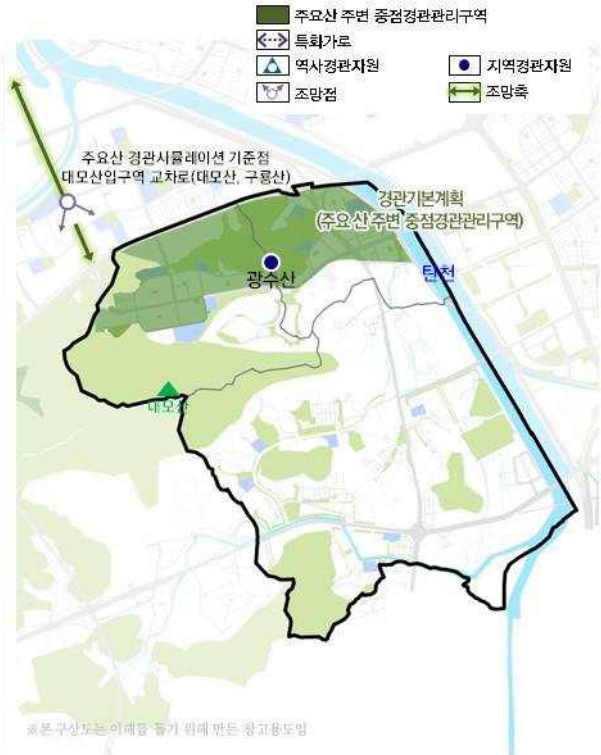 주요산 주변 중점경관관리구역
특화가로
역사경관자원
지역경관자원
조망점
조망축
주요산 경관시뮬레이션 기준점
대모산입구역 교차로(대모산, 구룡산)
경관기본계획
(주요 산 주변 중점경관관리구역)
탄천
광수산
대모산
※본 구상도는 이해를 돕기 위해 만든 참고용도임